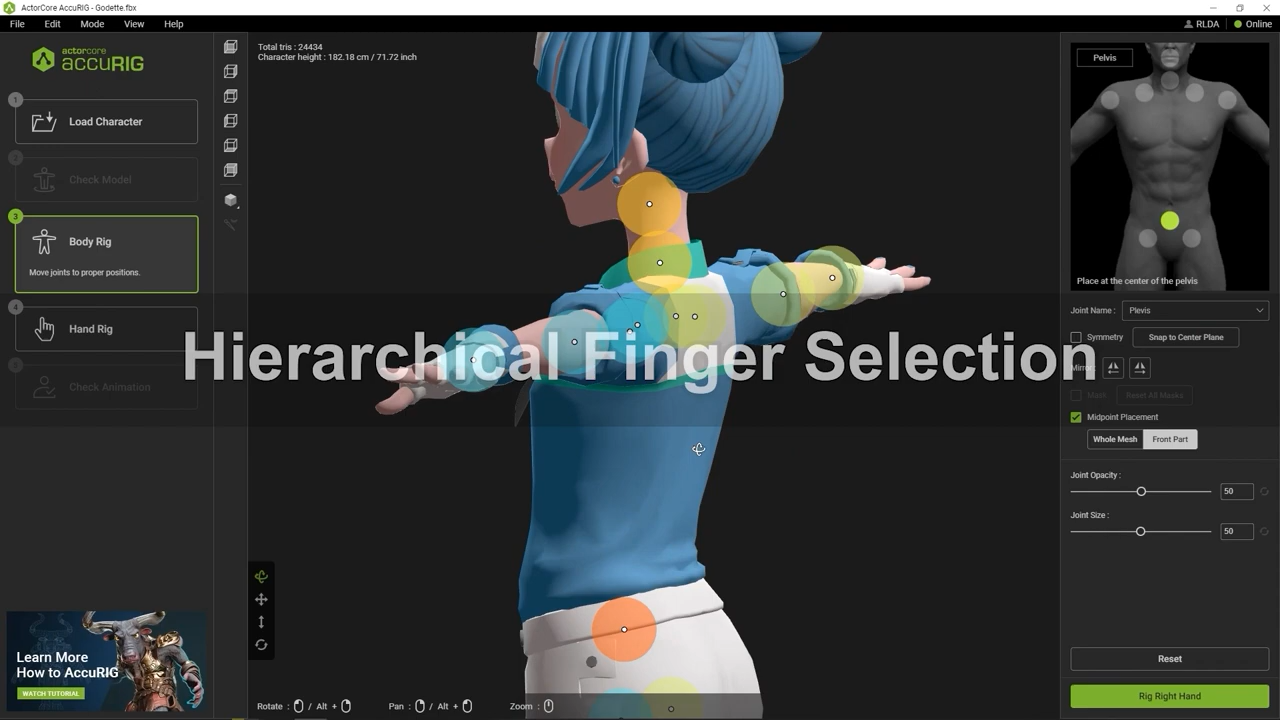 ActorCore AccuRIG - Godette.fbx
File Edit Mode View Help
RLDA Online
actorcore
accuRIG
1
Load Character
2
Check Model
3
Body Rig
Move joints to proper positions.
4
Hand Rig
Check Animation
Learn More
How to AccuRIG
WATCH TUTORIAL
Total tris : 24434
Character height : 182.18 cm / 71.72 inch
Hierarchical Finger Selection
Rotate : / Alt + Pan : / Alt + Zoom :
Pelvis
Place at the center of the pelvis
Joint Name : Plevis
Symmetry Snap to Center Plane
Mirror :
Mask Reset All Masks
Midpoint Placement
Whole Mesh Front Part
Joint Opacity :
50
Joint Size :
50
Reset
Rig Right Hand